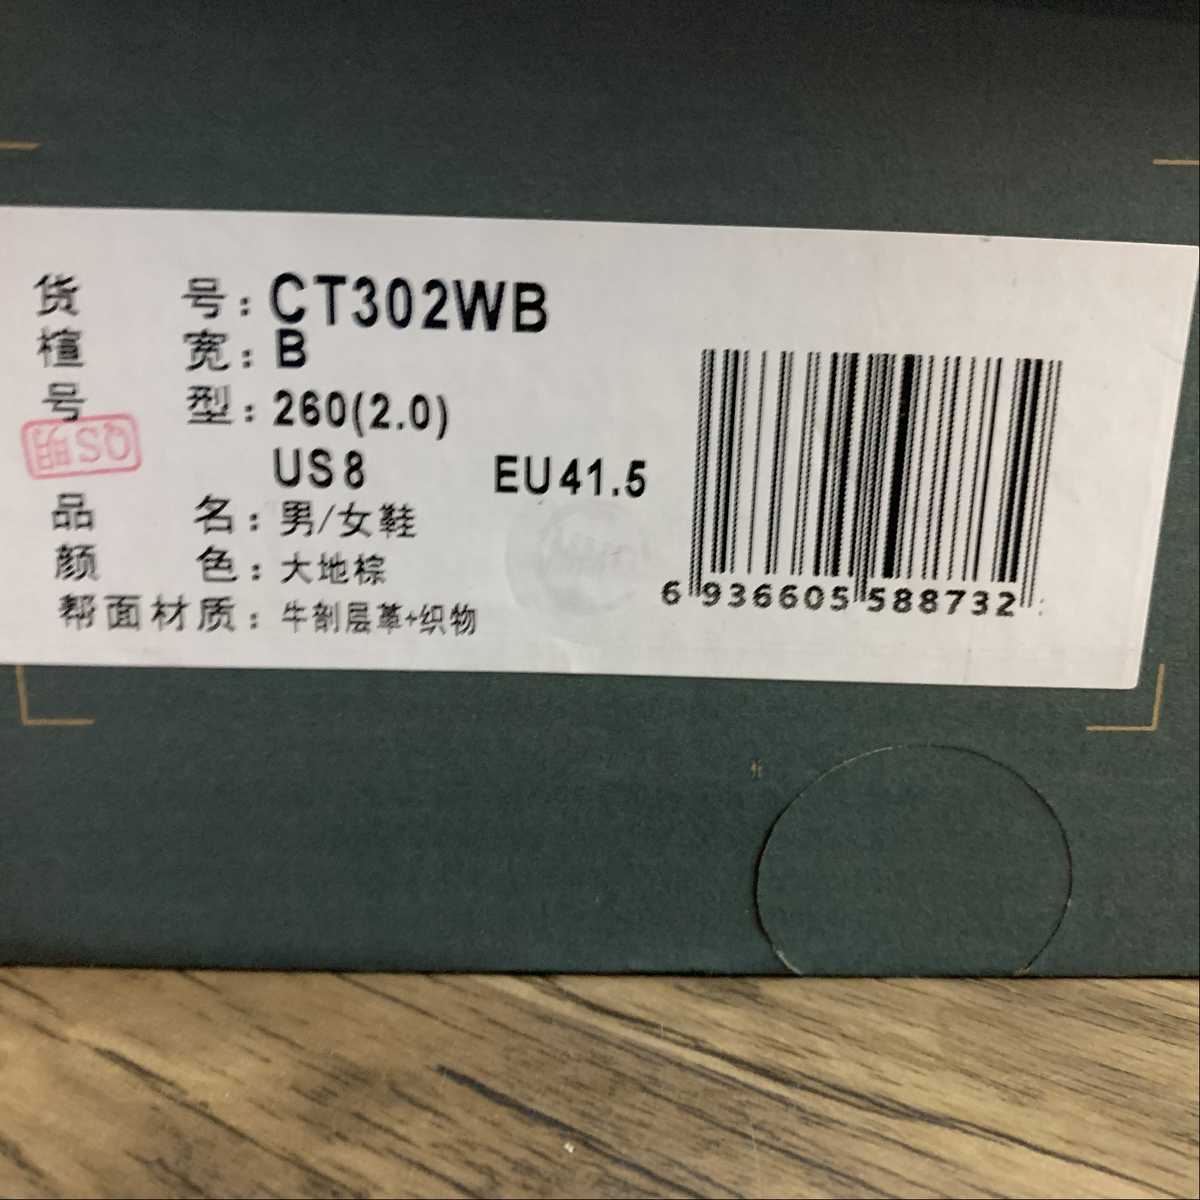 货 号: CT302WB
楦 宽: B
号 型: 260(2.0)
US8 EU41.5
QS
品 名: 男/女鞋
颜 色: 大地棕
帮面材质: 牛剖层革+织物
6 936605 588732